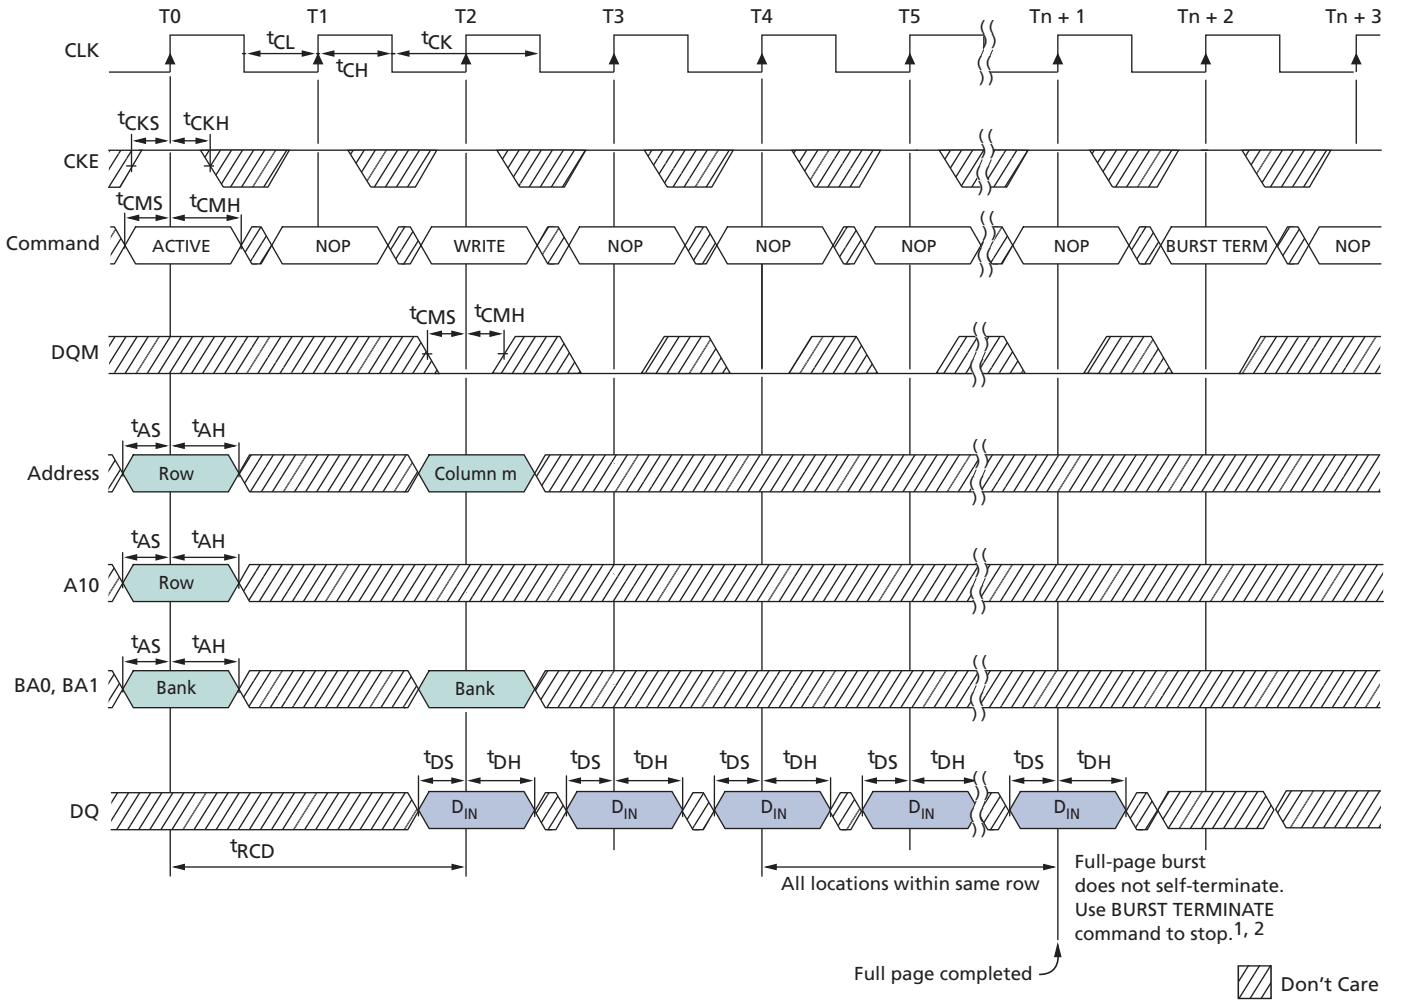 T0 T1 T2 T3 T4 T5 Tn + 1 Tn + 2 Tn + 3
CLK
tCL tCK
tCH
tCKS tCKH
CKE
tCMS tCMH
Command ACTIVE NOP WRITE NOP NOP NOP NOP BURST TERM NOP
tCMS tCMH
DQM
tAS tAH
Address Row Column m
tAS tAH
A10 Row
tAS tAH
BA0, BA1 Bank Bank
tDS tDH tDS tDH tDS tDH tDS tDH tDS tDH
DQ DIN DIN DIN DIN DIN
tRCD
All locations within same row
Full-page burst
does not self-terminate.
Use BURST TERMINATE
command to stop.1, 2
Full page completed
Don't Care